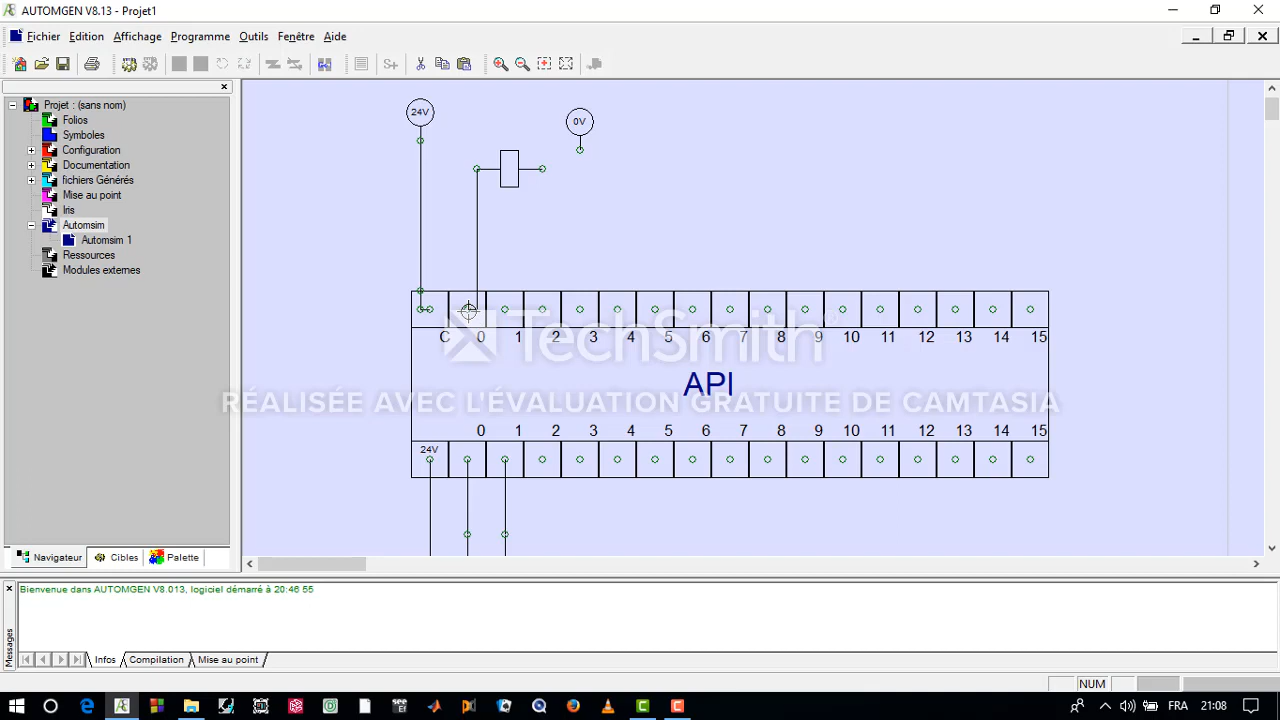 AUTOMGEN V8.13 - Projet1
Fichier Edition Affichage Programme Outils Fenêtre Aide
S+
Projet : (sans nom)
Folios
Symboles
Configuration
Documentation
fichiers Générés
Mise au point
Iris
Automsim
Automsim 1
Ressources
Modules externes
24V
0V
C 0 1 2 3 4 5 6 7 8 9 10 11 12 13 14 15
TechSmith
API
RÉALISÉE AVEC L'ÉVALUATION GRATUITE DE CAMTASIA
0 1 2 3 4 5 6 7 8 9 10 11 12 13 14 15
24V
Navigateur Cibles Palette
Bienvenue dans AUTOMGEN V8.013, logiciel démarré à 20:46 55
Messages
Infos Compilation Mise au point
NUM
FRA 21:08